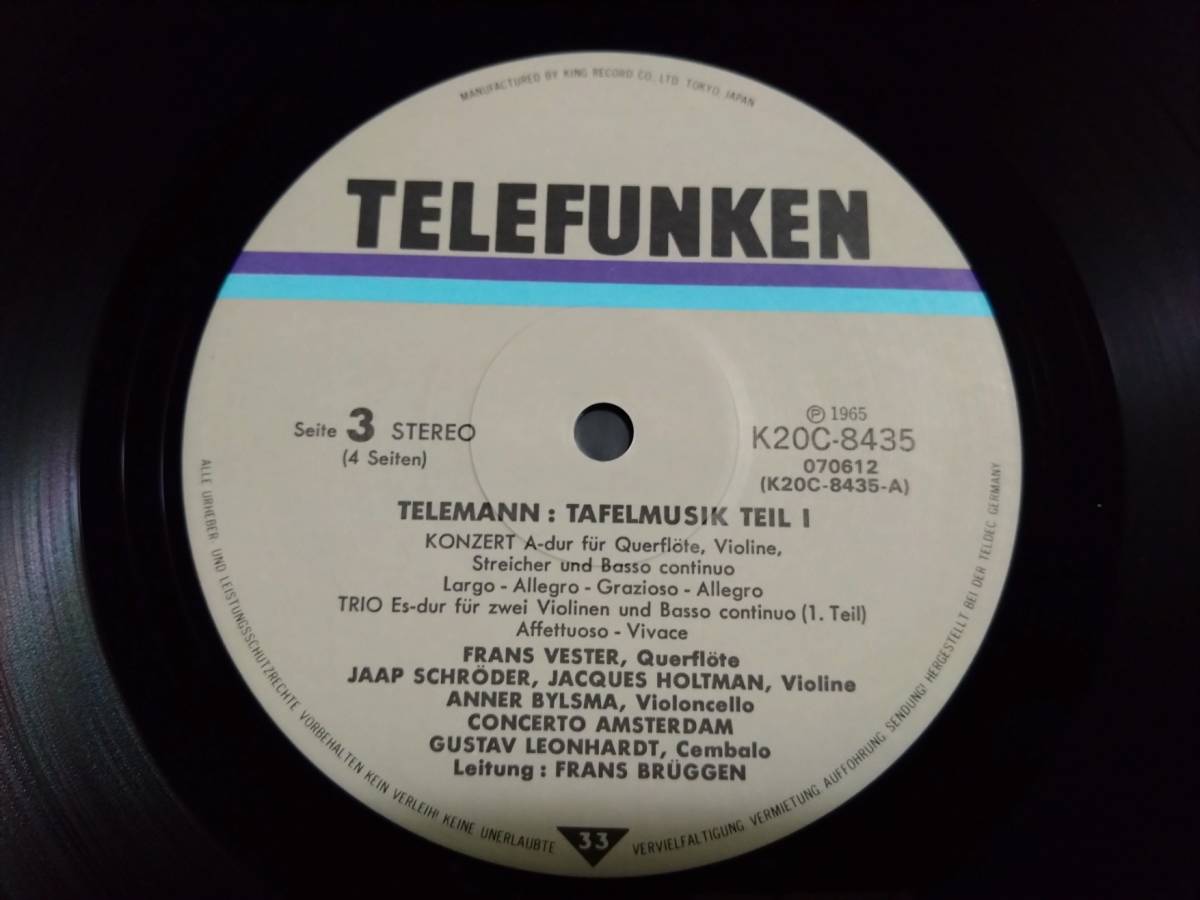 MANUFACTURED BY KING RECORD CO., LTD. TOKYO, JAPAN
TELEFUNKEN
Seite 3 STEREO
(4 Seiten)
Ⓟ 1965
K20C-8435
070612
(K20C-8435-A)
TELEMANN : TAFELMUSIK TEIL I
KONZERT A-dur für Querflöte, Violine,
Streicher und Basso continuo
Largo - Allegro - Grazioso - Allegro
TRIO Es-dur für zwei Violinen und Basso continuo (1. Teil)
Affettuoso - Vivace
FRANS VESTER, Querflöte
JAAP SCHRÖDER, JACQUES HOLTMAN, Violine
ANNER BYLSMA, Violoncello
CONCERTO AMSTERDAM
GUSTAV LEONHARDT, Cembalo
Leitung : FRANS BRÜGGEN
ALLE URHEBER- UND LEISTUNGSSCHUTZRECHTE VORBEHALTEN KEIN VERLEIH! KEINE UNERLAUBTE
33
VERVIELFÄLTIGUNG VERMIETUNG AUFFÜHRUNG SENDUNG! HERGESTELLT BEI DER TELDEC GERMANY